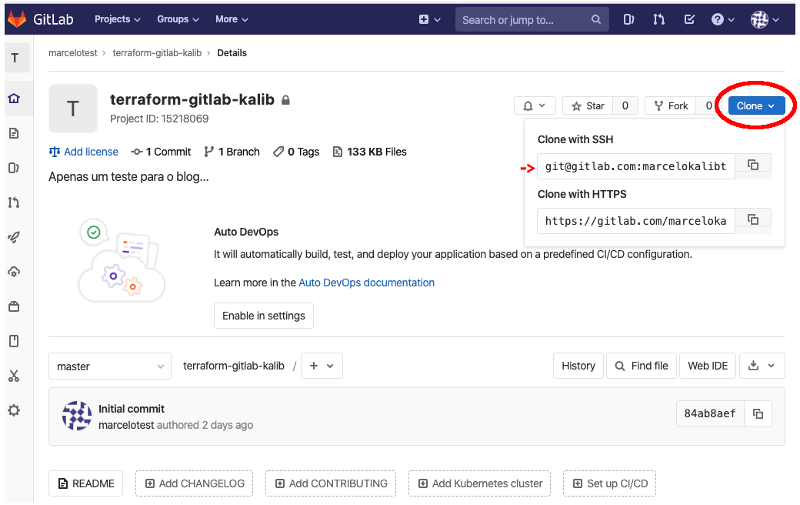 GitLab Projects Groups More Search or jump to...
marcelotest > terraform-gitlab-kalib > Details
T
T
terraform-gitlab-kalib
Project ID: 15218069
Star 0 Fork 0 Clone
Add license 1 Commit 1 Branch 0 Tags 133 KB Files
Apenas um teste para o blog...
Clone with SSH
git@gitlab.com:marcelokalibt
Clone with HTTPS
https://gitlab.com/marceloka
Auto DevOps
It will automatically build, test, and deploy your application based on a predefined CI/CD configuration.
Learn more in the Auto DevOps documentation
Enable in settings
master terraform-gitlab-kalib / + History Find file Web IDE
Initial commit
marcelotest authored 2 days ago
84ab8aef
README Add CHANGELOG Add CONTRIBUTING Add Kubernetes cluster Set up CI/CD